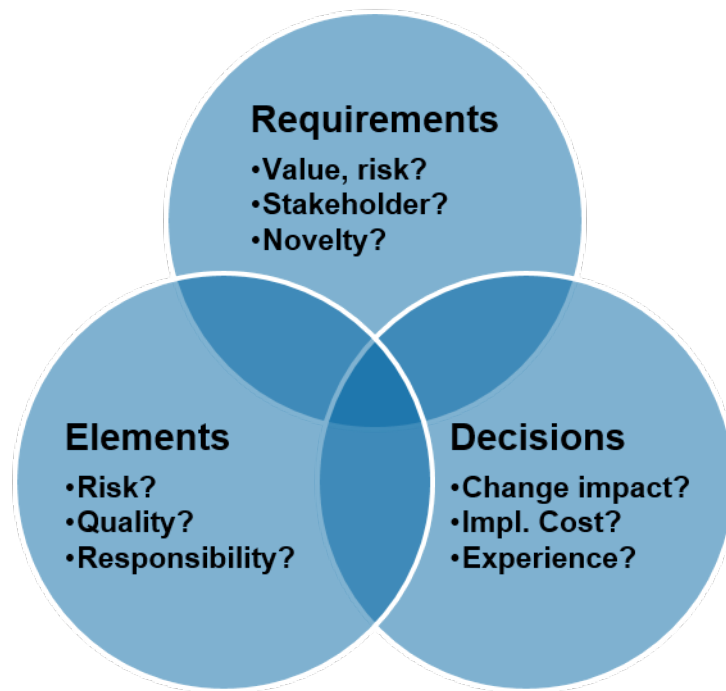 Requirements
•Value, risk?
•Stakeholder?
•Novelty?
Elements
•Risk?
•Quality?
•Responsibility?
Decisions
•Change impact?
•Impl. Cost?
•Experience?